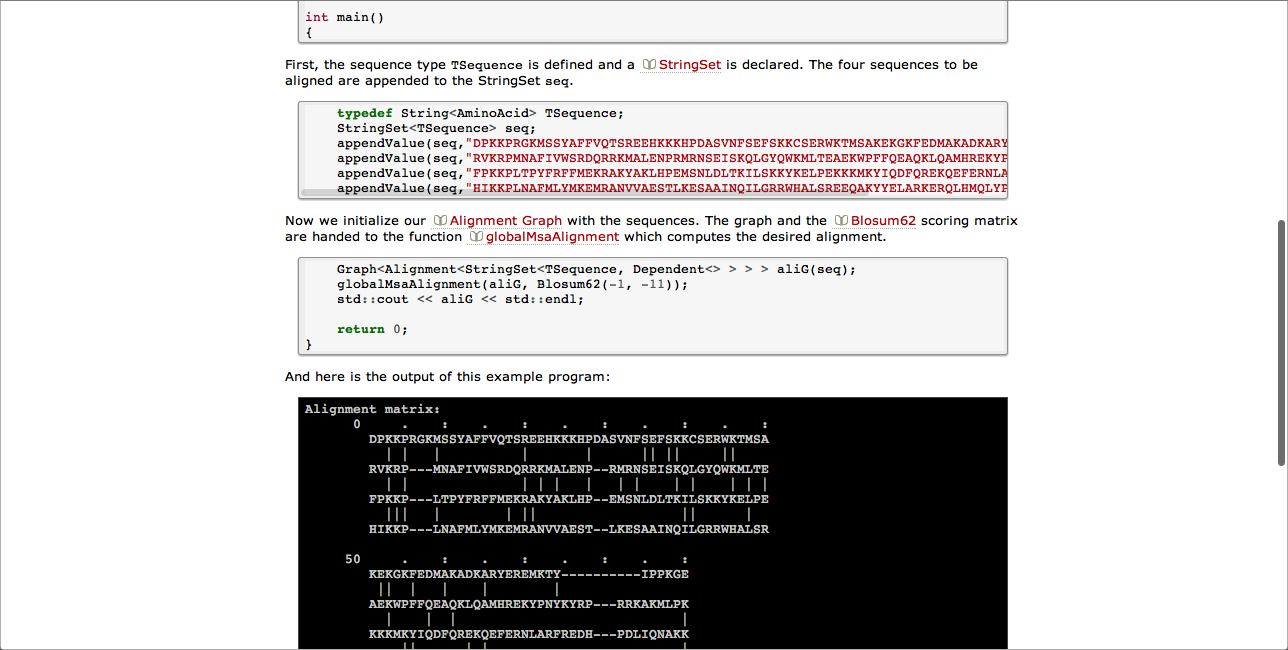 int main()
{
First, the sequence type TSequence is defined and a StringSet is declared. The four sequences to be
aligned are appended to the StringSet seq.
typedef String<AminoAcid> TSequence;
StringSet<TSequence> seq;
appendValue(seq,"DPKKPRGKMSSYAFFVQTSREEHKKKHPDASVNFSEFSKKCSERWKTMSAKEKGKFEDMAKADKARY
appendValue(seq,"RVKRPMNAFIVWSRDQRRKMALENPRMRNSEISKQLGYQWKMLTEAEKWPFFQEAQKLQAMHREKYP
appendValue(seq,"FPKKPLTPYFRFFMEKRAKYAKLHPEMSNLDLTKILSKKYKELPEKKKMKYIQDFQREKQEFERNLA
appendValue(seq,"HIKKPLNAFMLYMKEMRANVVAESTLKESAAINQILGRRWHALSREEQAKYYELARKERQLHMQLYP
Now we initialize our Alignment Graph with the sequences. The graph and the Blosum62 scoring matrix
are handed to the function globalMsaAlignment which computes the desired alignment.
Graph<Alignment<StringSet<TSequence, Dependent<> > > > aliG(seq);
globalMsaAlignment(aliG, Blosum62(-1, -11));
std::cout << aliG << std::endl;
return 0;
}
And here is the output of this example program:
Alignment matrix:
0 . : . : . : . : . :
DPKKPRGKMSSYAFFVQTSREEHKKKHPDASVNFSEFSKKCSERWKTMSA
| | | | | || || ||
RVKRP---MNAFIVWSRDQRRKMALENP--RMRNSEISKQLGYQWKMLTE
| | | | | | | | | | | | |
FPKKP---LTPYFRFFMEKRAKYAKLHP--EMSNLDLTKILSKKYKELPE
||| | | || || |
HIKKP---LNAFMLYMKEMRANVVAEST--LKESAAINQILGRRWHALSR
50 . : . : . : . :
KEKGKFEDMAKADKARYEREMKTY----------IPPKGE
|| | | | |
AEKWPFFQEAQKLQAMHREKYPNYKYRP---RRKAKMLPK
| | | |
KKKMKYIQDFQREKQEFERNLARFREDH---PDLIQNAKK
|| | | |